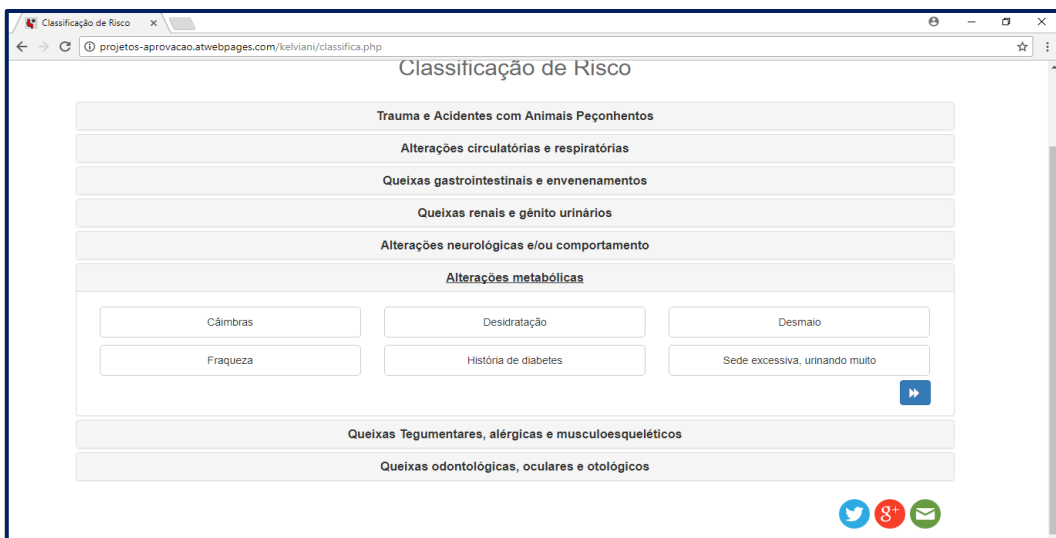 Classificação de Risco
projetos-aprovacao.atwebpages.com/kelviani/classifica.php
Classificação de Risco
Trauma e Acidentes com Animais Peçonhentos
Alterações circulatórias e respiratórias
Queixas gastrointestinais e envenenamentos
Queixas renais e gênito urinários
Alterações neurológicas e/ou comportamento
Alterações metabólicas
Câimbras Desidratação Desmaio
Fraqueza História de diabetes Sede excessiva, urinando muito
Queixas Tegumentares, alérgicas e musculoesqueléticos
Queixas odontológicas, oculares e otológicos
g+